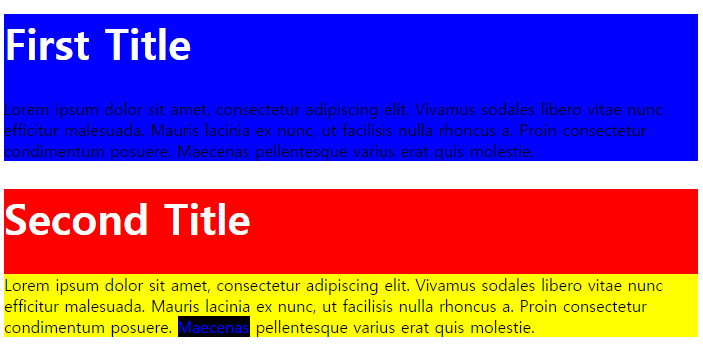 First Title
Lorem ipsum dolor sit amet, consectetur adipiscing elit. Vivamus sodales libero vitae nunc
efficitur malesuada. Mauris lacinia ex nunc, ut facilisis nulla rhoncus a. Proin consectetur
condimentum posuere. Maecenas pellentesque varius erat quis molestie.
Second Title
Lorem ipsum dolor sit amet, consectetur adipiscing elit. Vivamus sodales libero vitae nunc
efficitur malesuada. Mauris lacinia ex nunc, ut facilisis nulla rhoncus a. Proin consectetur
condimentum posuere. Maecenas pellentesque varius erat quis molestie.